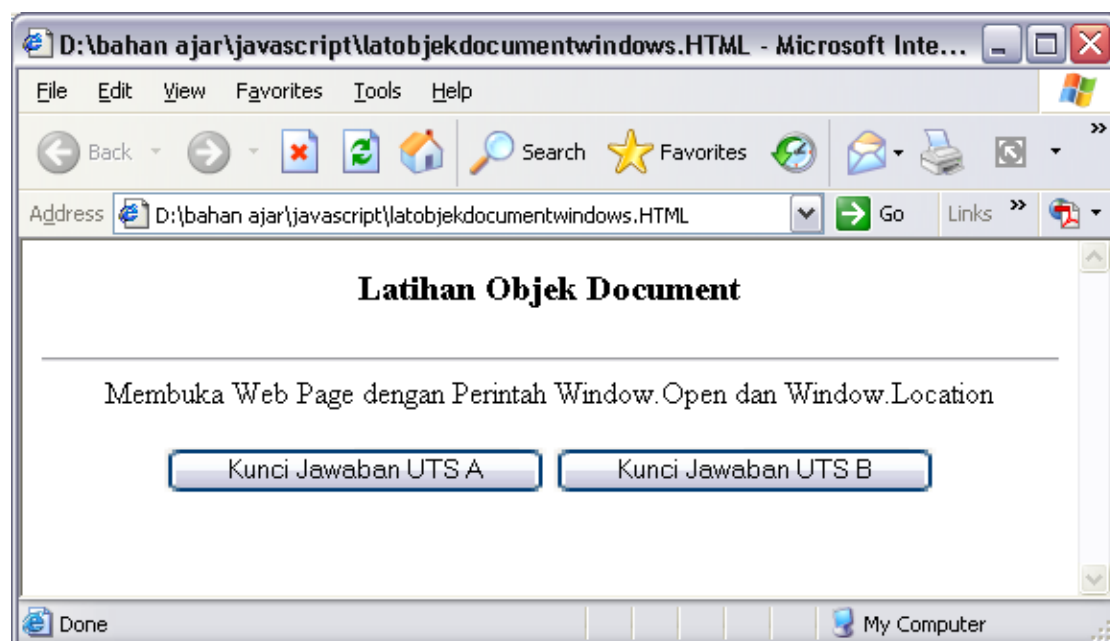 D:\bahan ajar\javascript\latobjekdocumentwindows.HTML - Microsoft Inte...
File Edit View Favorites Tools Help
Back Search Favorites
Address D:\bahan ajar\javascript\latobjekdocumentwindows.HTML Go Links
Latihan Objek Document
Membuka Web Page dengan Perintah Window.Open dan Window.Location
Kunci Jawaban UTS A Kunci Jawaban UTS B
Done My Computer